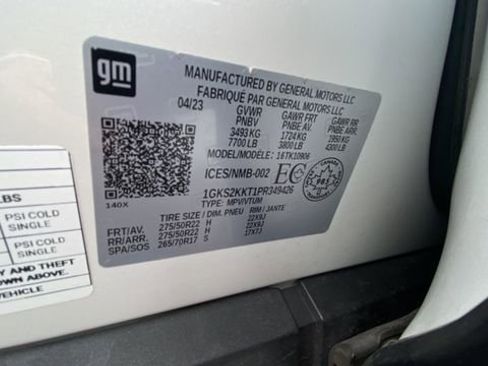 gm
MANUFACTURED BY GENERAL MOTORS LLC
FABRIQUÉ PAR GENERAL MOTORS LLC
04/23
GVWR GAWR FRT GAWR RR
PNBV PNBE AV. PNBE ARR.
3493 KG 1724 KG 1950 KG
7700 LB 3800 LB 4300 LB
MODEL/MODÈLE: 1STK10906
ICES/NMB-002 EC
1GKS2KKT1PR349426
TYPE: MPV/VTUM
140X
TIRE SIZE / DIM. PNEU RIM / JANTE
FRT/AV. 275/50R22 H 22X9J
RR/ARR. 275/50R22 H 22X9J
SPA/SOS 265/70R17 S 17X7J
LBS
PSI COLD
SINGLE
PSI COLD
SINGLE
Y AND THEFT
OWN ABOVE.
VEHICLE